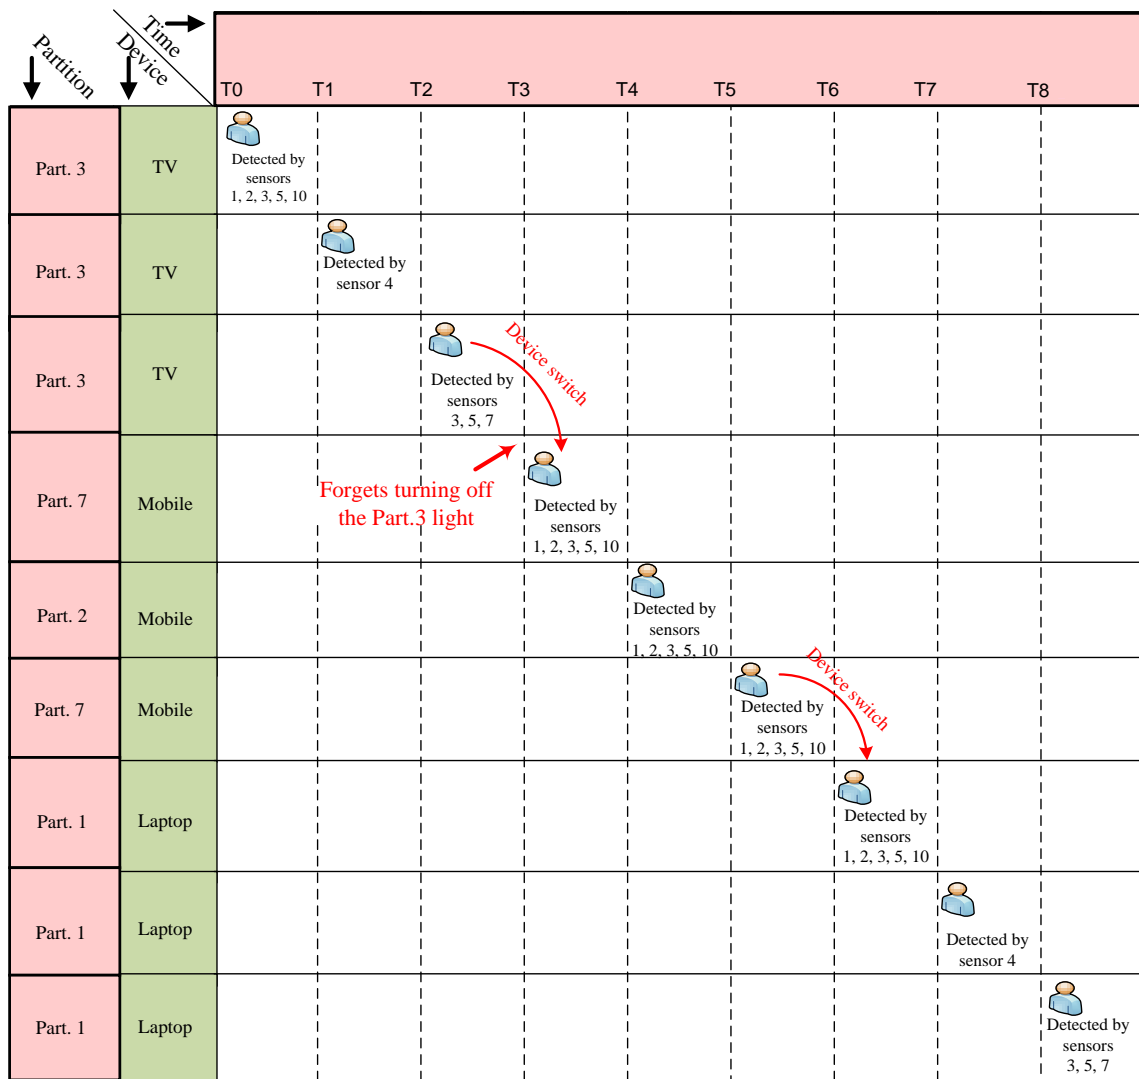 Time
Device
Partition
T0 T1 T2 T3 T4 T5 T6 T7 T8
Part. 3
TV
Detected by
sensors
1, 2, 3, 5, 10
Part. 3
TV
Detected by
sensor 4
Part. 3
TV
Detected by
sensors
3, 5, 7
Device switch
Part. 7
Mobile
Forgets turning off
the Part.3 light
Detected by
sensors
1, 2, 3, 5, 10
Part. 2
Mobile
Detected by
sensors
1, 2, 3, 5, 10
Part. 7
Mobile
Detected by
sensors
1, 2, 3, 5, 10
Device switch
Part. 1
Laptop
Detected by
sensors
1, 2, 3, 5, 10
Part. 1
Laptop
Detected by
sensor 4
Part. 1
Laptop
Detected by
sensors
3, 5, 7